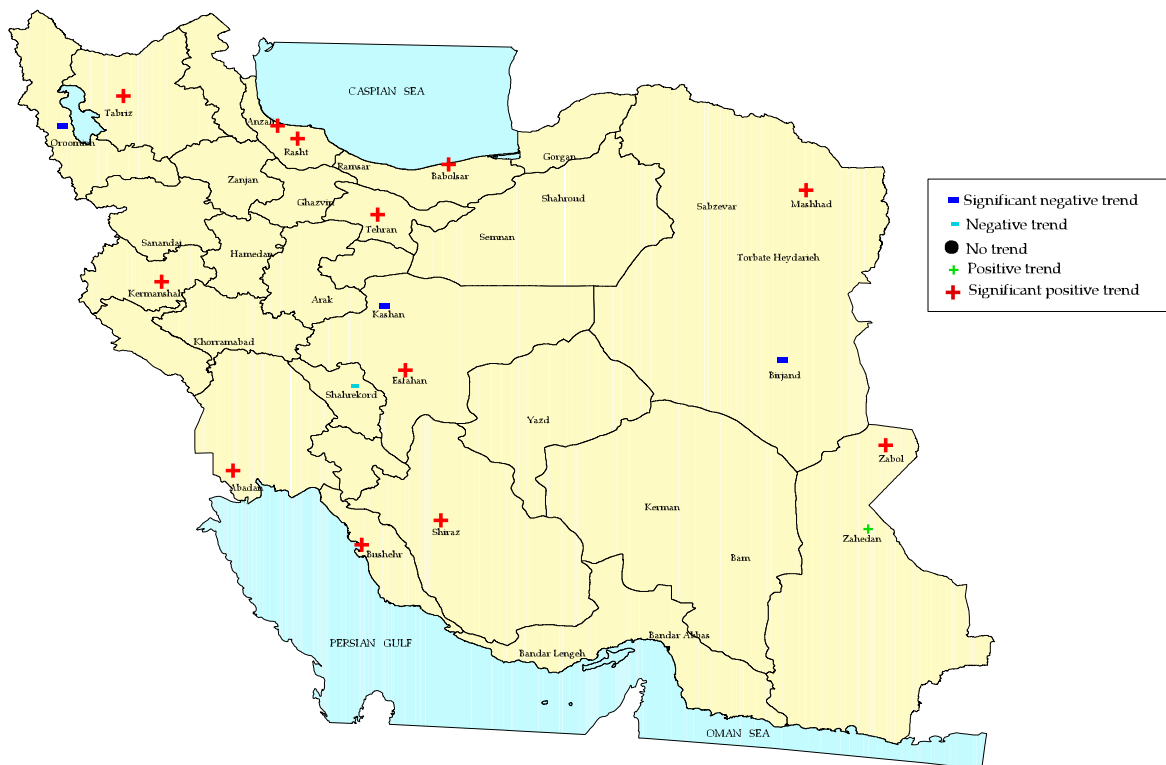 CASPIAN SEA
Tabriz
Anzali
Oroomieh
Rasht
Ramsar
Babolsar
Gorgan
Zanjan
Ghazvin
Shahroud
Sabzevar
Mashhad
Tehran
Semnan
Sanandaj
Hamedan
Torbate Heydarieh
Kermanshah
Arak
Kashan
Khorramabad
Birjand
Esfahan
Shahrekord
Yazd
Zabol
Abadan
Kerman
Shiraz
Zahedan
Bushehr
Bam
PERSIAN GULF
Bandar Abbas
Bandar Lengeh
OMAN SEA
Significant negative trend
Negative trend
No trend
Positive trend
Significant positive trend